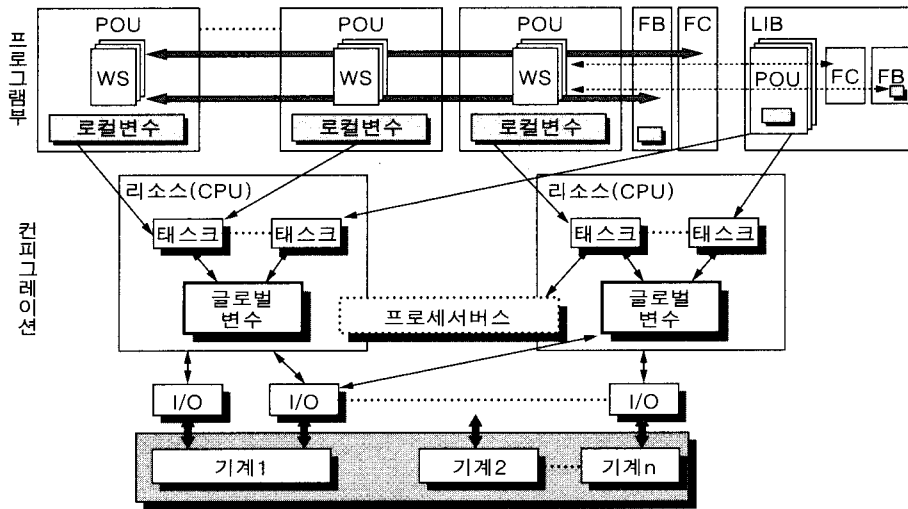 프로그램부
POU
POU
POU
FB
FC
LIB
WS
WS
WS
POU
FC
FB
로컬변수
로컬변수
로컬변수
컨피그레이션
리소스(CPU)
리소스(CPU)
태스크
태스크
태스크
태스크
글로벌
변수
프로세서버스
글로벌
변수
I/O
I/O
I/O
기계1
기계2
기계n